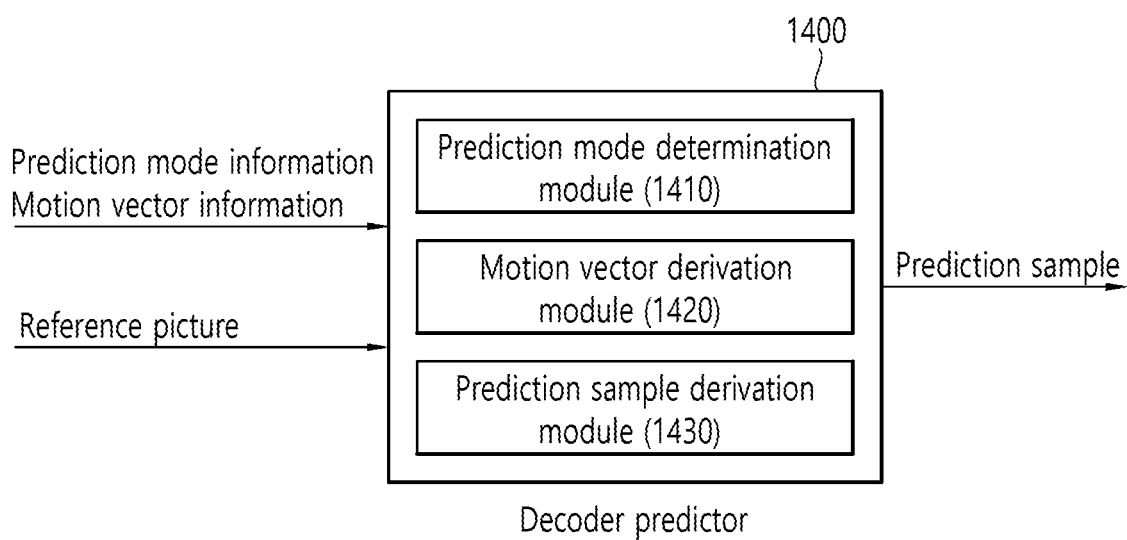 1400
Prediction mode information
Motion vector information
Reference picture
Prediction mode determination
module (1410)
Motion vector derivation
module (1420)
Prediction sample derivation
module (1430)
Prediction sample
Decoder predictor